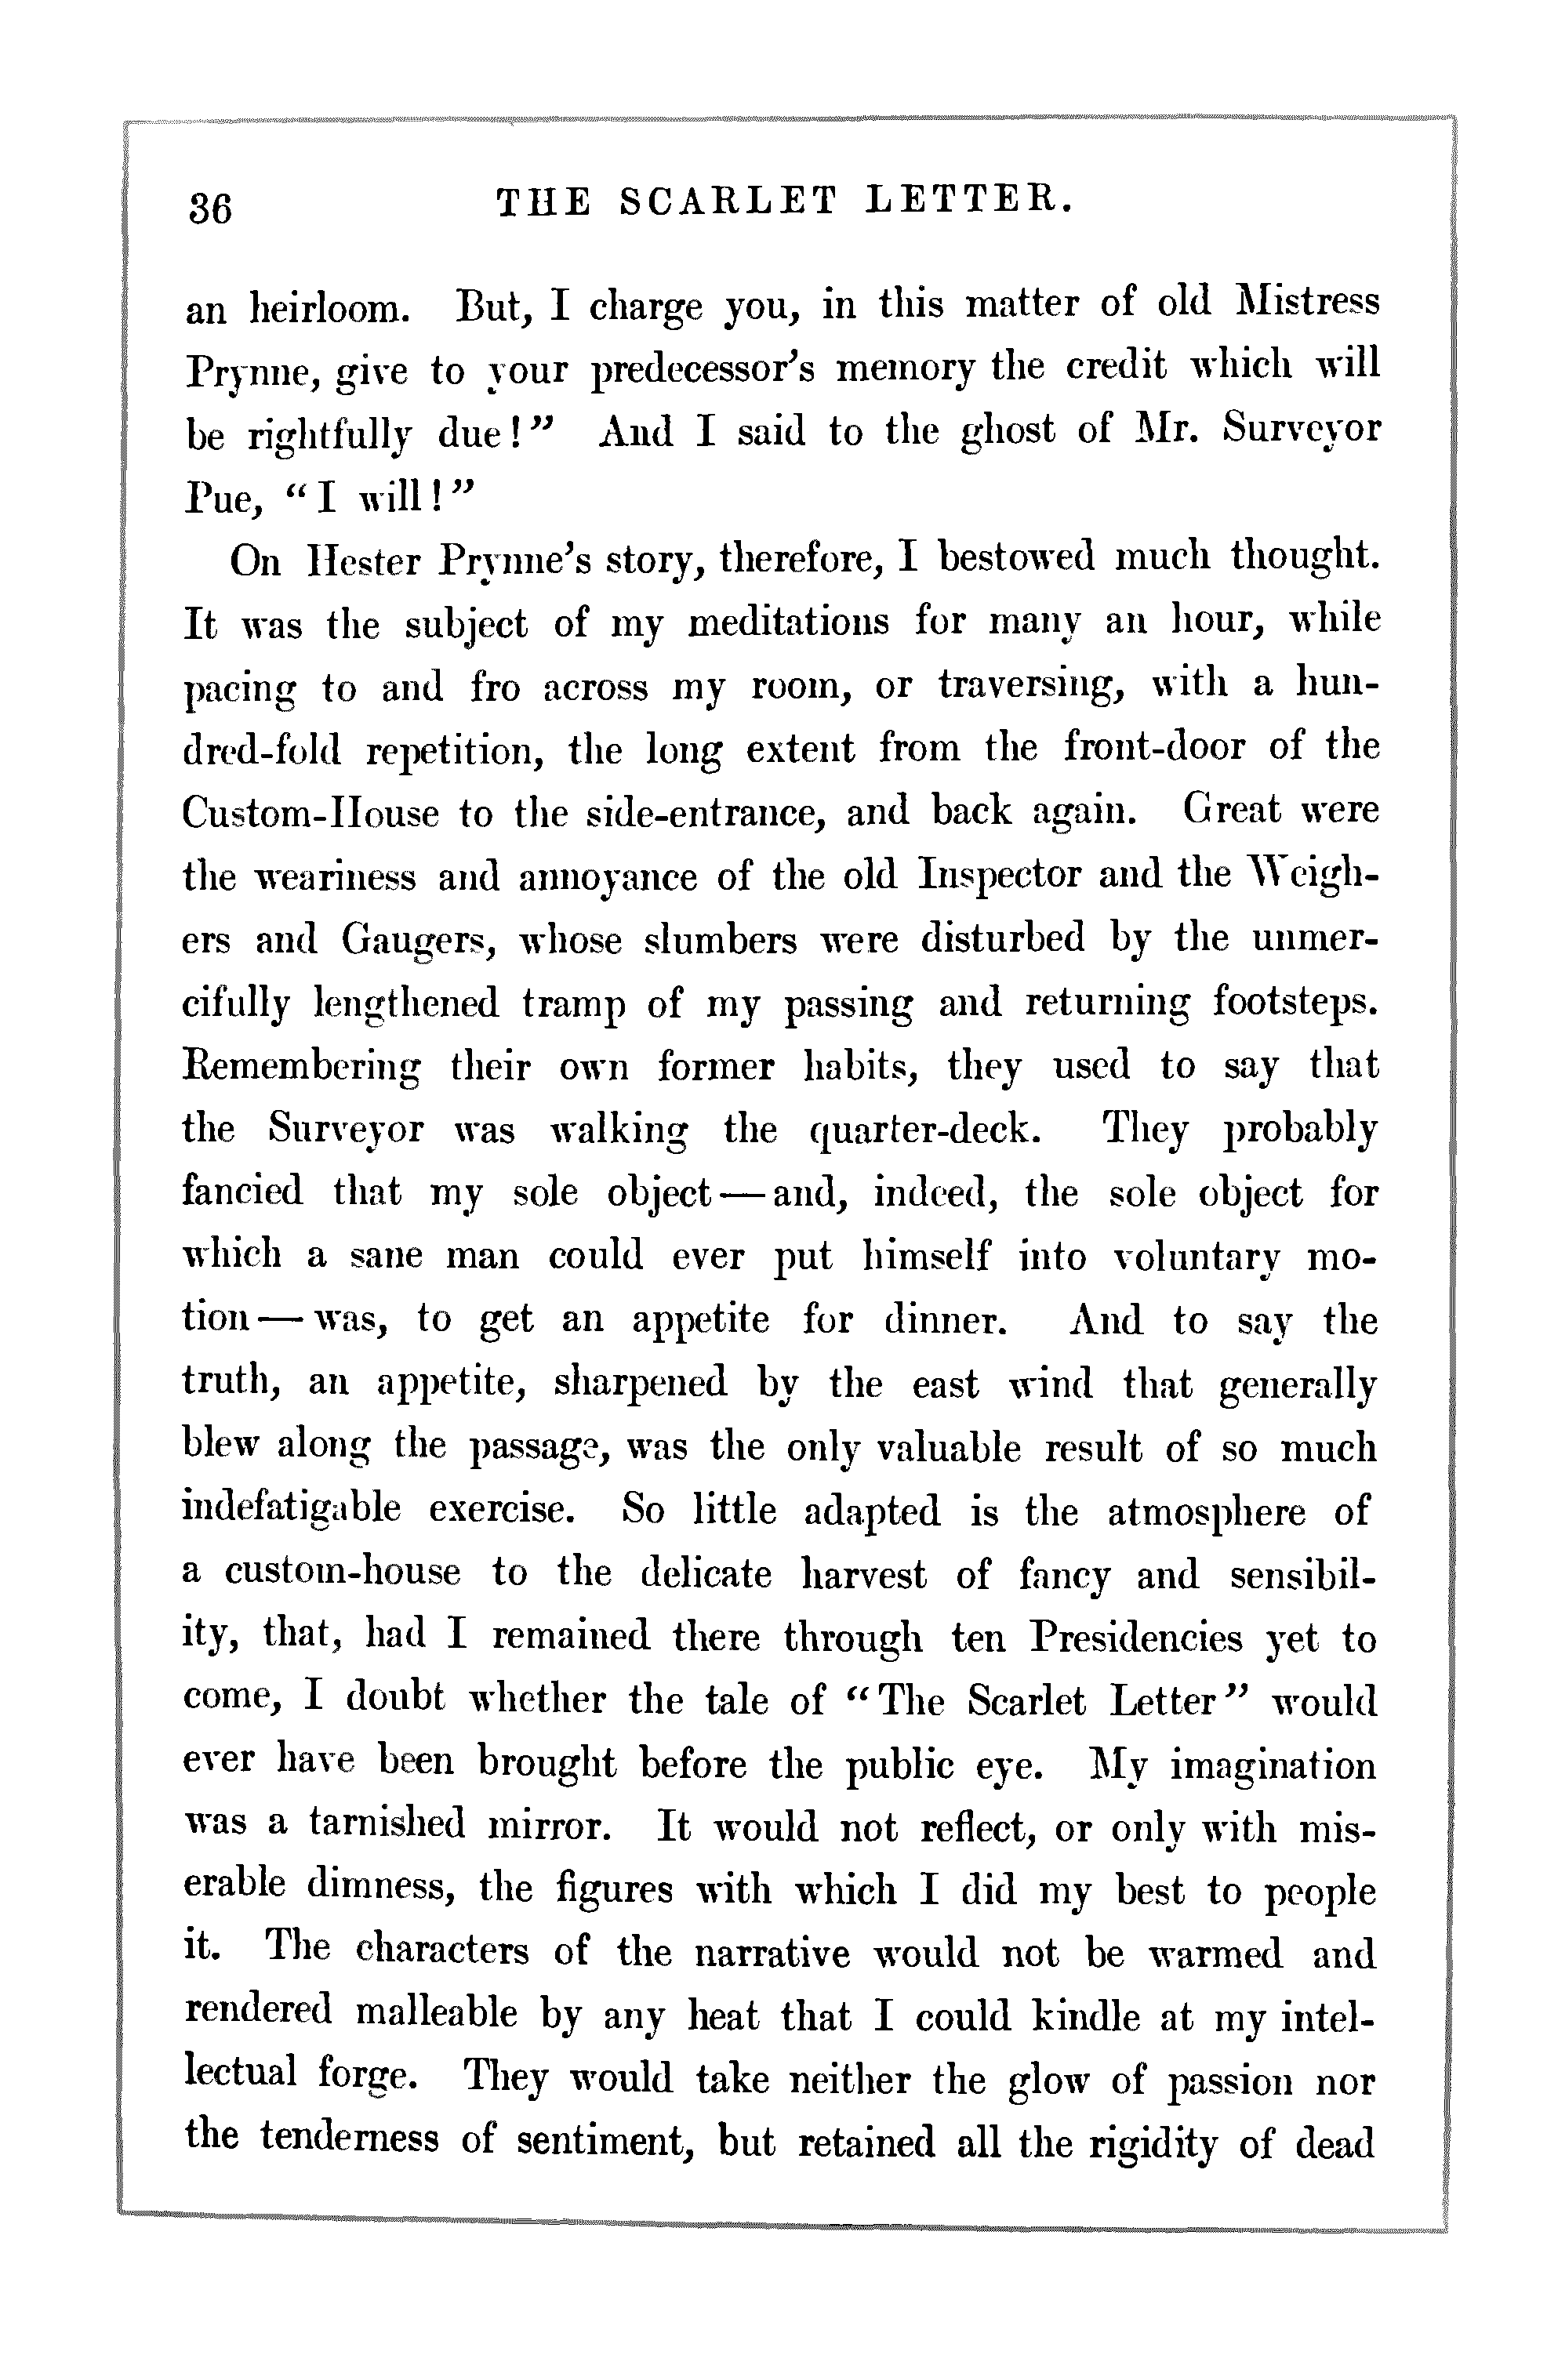 36 THE SCARLET LETTER.
an heirloom. But, I charge you, in this matter of old Mistress
Prynne, give to your predecessor's memory the credit which will
be rightfully due!" And I said to the ghost of Mr. Surveyor
Pue, "I will!"
On Hester Prynne's story, therefore, I bestowed much thought.
It was the subject of my meditations for many an hour, while
pacing to and fro across my room, or traversing, with a hun-
dred-fold repetition, the long extent from the front-door of the
Custom-House to the side-entrance, and back again. Great were
the weariness and annoyance of the old Inspector and the Weigh-
ers and Gaugers, whose slumbers were disturbed by the unmer-
cifully lengthened tramp of my passing and returning footsteps.
Remembering their own former habits, they used to say that
the Surveyor was walking the quarter-deck. They probably
fancied that my sole object — and, indeed, the sole object for
which a sane man could ever put himself into voluntary mo-
tion — was, to get an appetite for dinner. And to say the
truth, an appetite, sharpened by the east wind that generally
blew along the passage, was the only valuable result of so much
indefatigable exercise. So little adapted is the atmosphere of
a custom-house to the delicate harvest of fancy and sensibil-
ity, that, had I remained there through ten Presidencies yet to
come, I doubt whether the tale of "The Scarlet Letter" would
ever have been brought before the public eye. My imagination
was a tarnished mirror. It would not reflect, or only with mis-
erable dimness, the figures with which I did my best to people
it. The characters of the narrative would not be warmed and
rendered malleable by any heat that I could kindle at my intel-
lectual forge. They would take neither the glow of passion nor
the tenderness of sentiment, but retained all the rigidity of dead